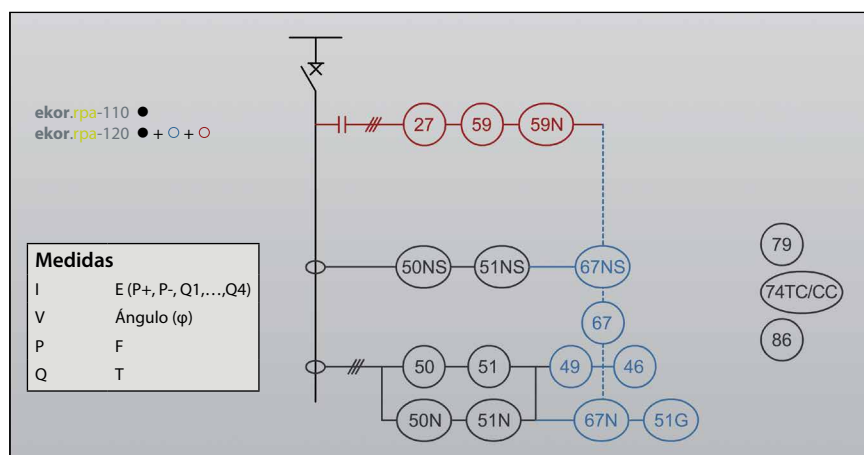 ekor.rpa-110
ekor.rpa-120 + +
27 59 59N
Medidas
I E (P+, P-, Q1,…,Q4)
V Ángulo (φ)
P F
Q T
50NS 51NS 67NS
67
50 51 49 46
50N 51N 67N 51G
79
74TC/CC
86